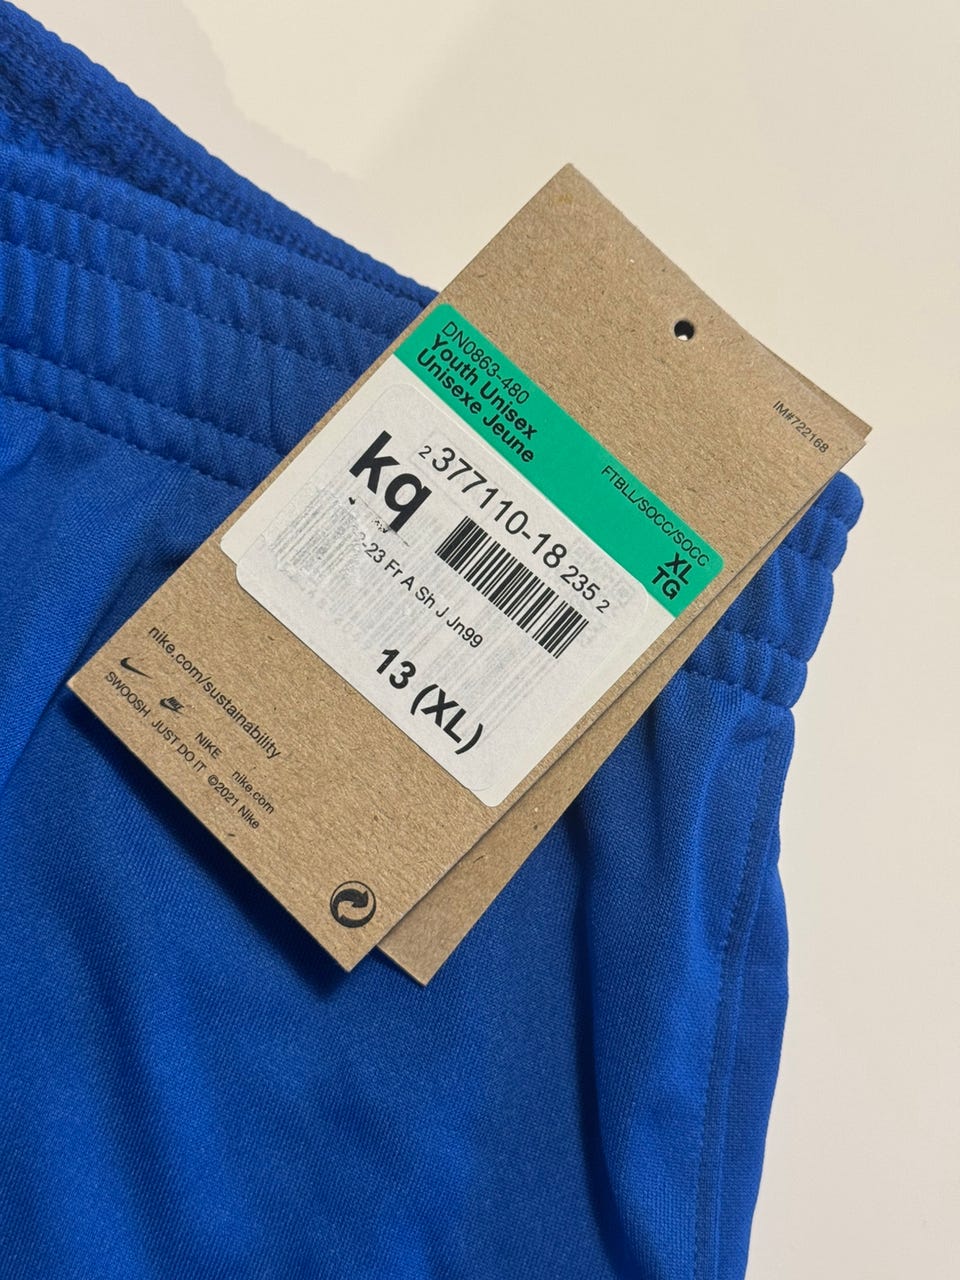 IM#722168
DN0863-480
Youth Unisex
Unisexe Jeune
FTBLL/SOCC/SOCC
XL
TG
kq
2 377110-18 235 2
-23 Fr A Sh J Jn99
13 (XL)
nike.com/sustainability
NIKE nike.com
SWOOSH JUST DO IT ©2021 Nike